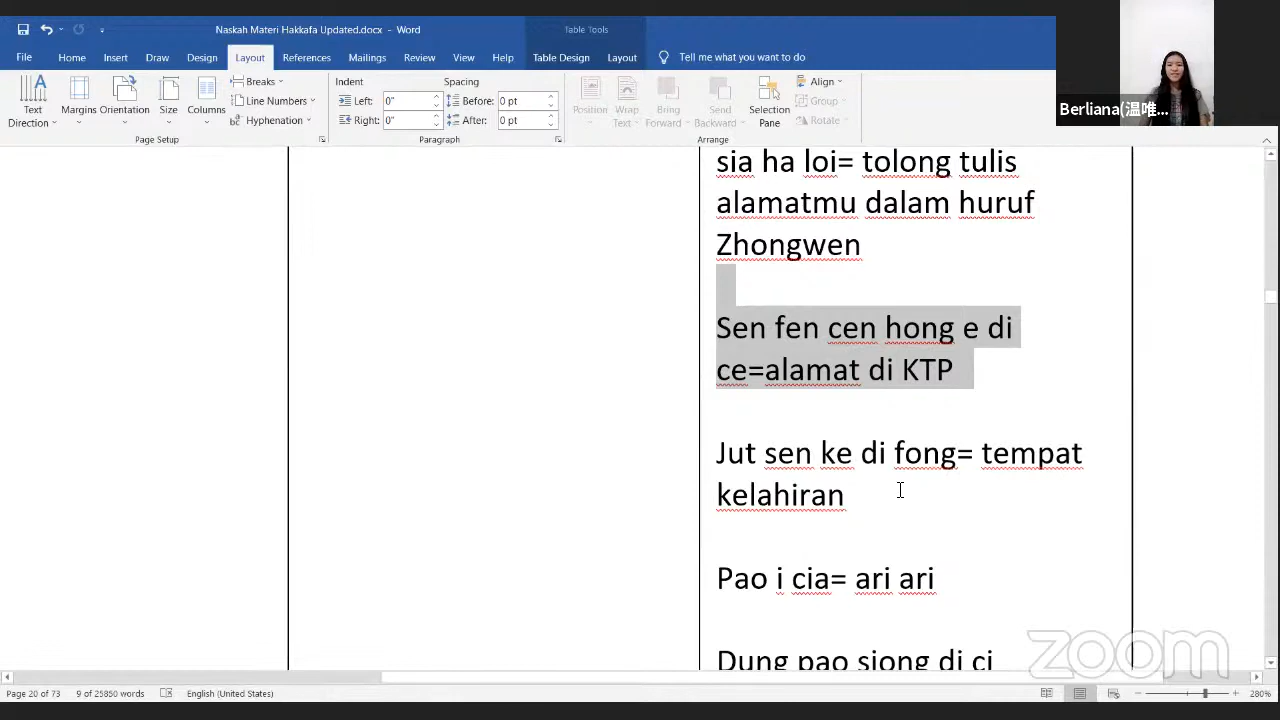 Naskah Materi Hakkafa Updated.docx - Word
Table Tools
File Home Insert Draw Design Layout References Mailings Review View Help Table Design Layout Tell me what you want to do
Text Direction
Margins
Orientation
Size
Columns
Breaks
Line Numbers
Hyphenation
Page Setup
Indent
Left: 0"
Right: 0"
Spacing
Before: 0 pt
After: 0 pt
Paragraph
Position
Wrap Text
Bring Forward
Send Backward
Selection Pane
Align
Group
Rotate
Arrange
Berliana(温唯...
sia ha loi= tolong tulis
alamatmu dalam huruf
Zhongwen
Sen fen cen hong e di
ce=alamat di KTP
Jut sen ke di fong= tempat
kelahiran
Pao i cia= ari ari
Dung pao siong di ci
zoom
Page 20 of 73 9 of 25850 words English (United States) 280%